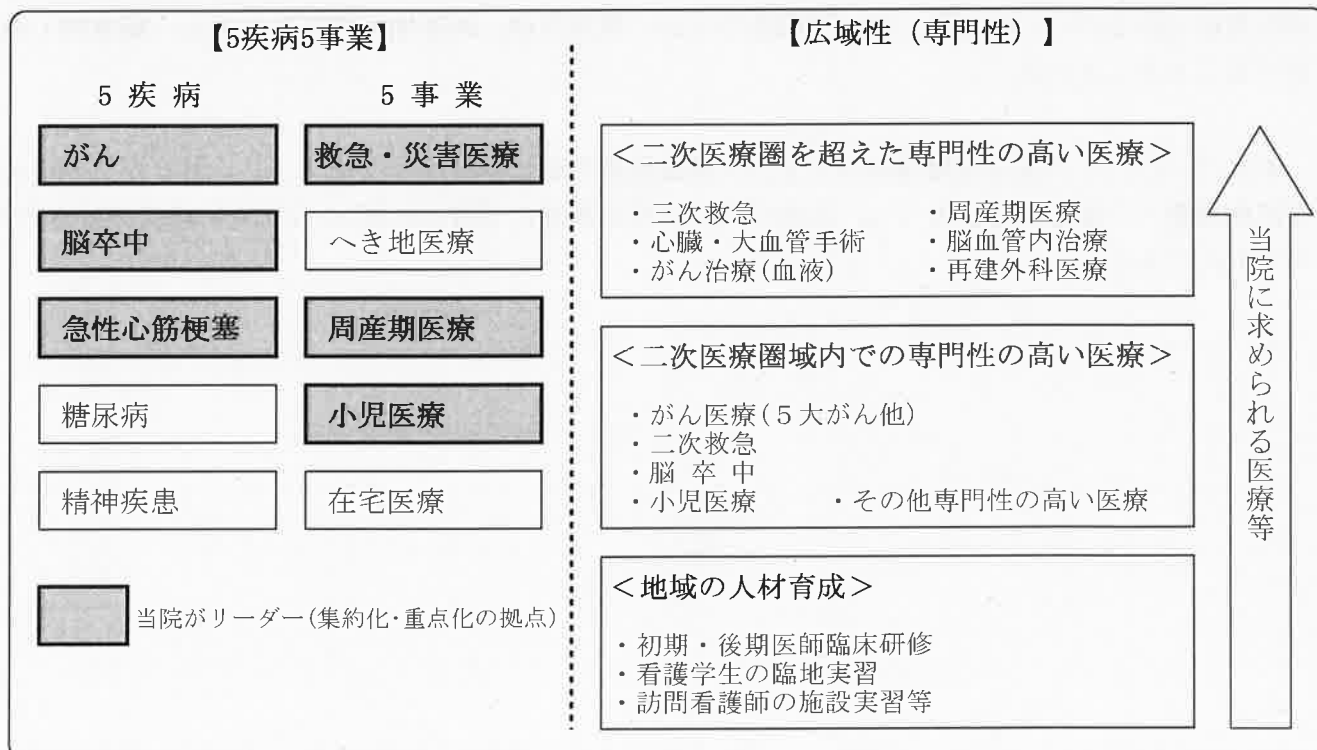 【5疾病5事業】
5 疾 病
5 事 業
がん
救急・災害医療
脳卒中
へき地医療
急性心筋梗塞
周産期医療
糖尿病
小児医療
精神疾患
在宅医療
当院がリーダー(集約化・重点化の拠点)
【広域性（専門性）】
＜二次医療圏を超えた専門性の高い医療＞
・三次救急 ・周産期医療
・心臓・大血管手術 ・脳血管内治療
・がん治療(血液) ・再建外科医療
＜二次医療圏域内での専門性の高い医療＞
・がん医療(５大がん他)
・二次救急
・脳 卒 中
・小児医療 ・その他専門性の高い医療
＜地域の人材育成＞
・初期・後期医師臨床研修
・看護学生の臨地実習
・訪問看護師の施設実習等
当院に求められる医療等